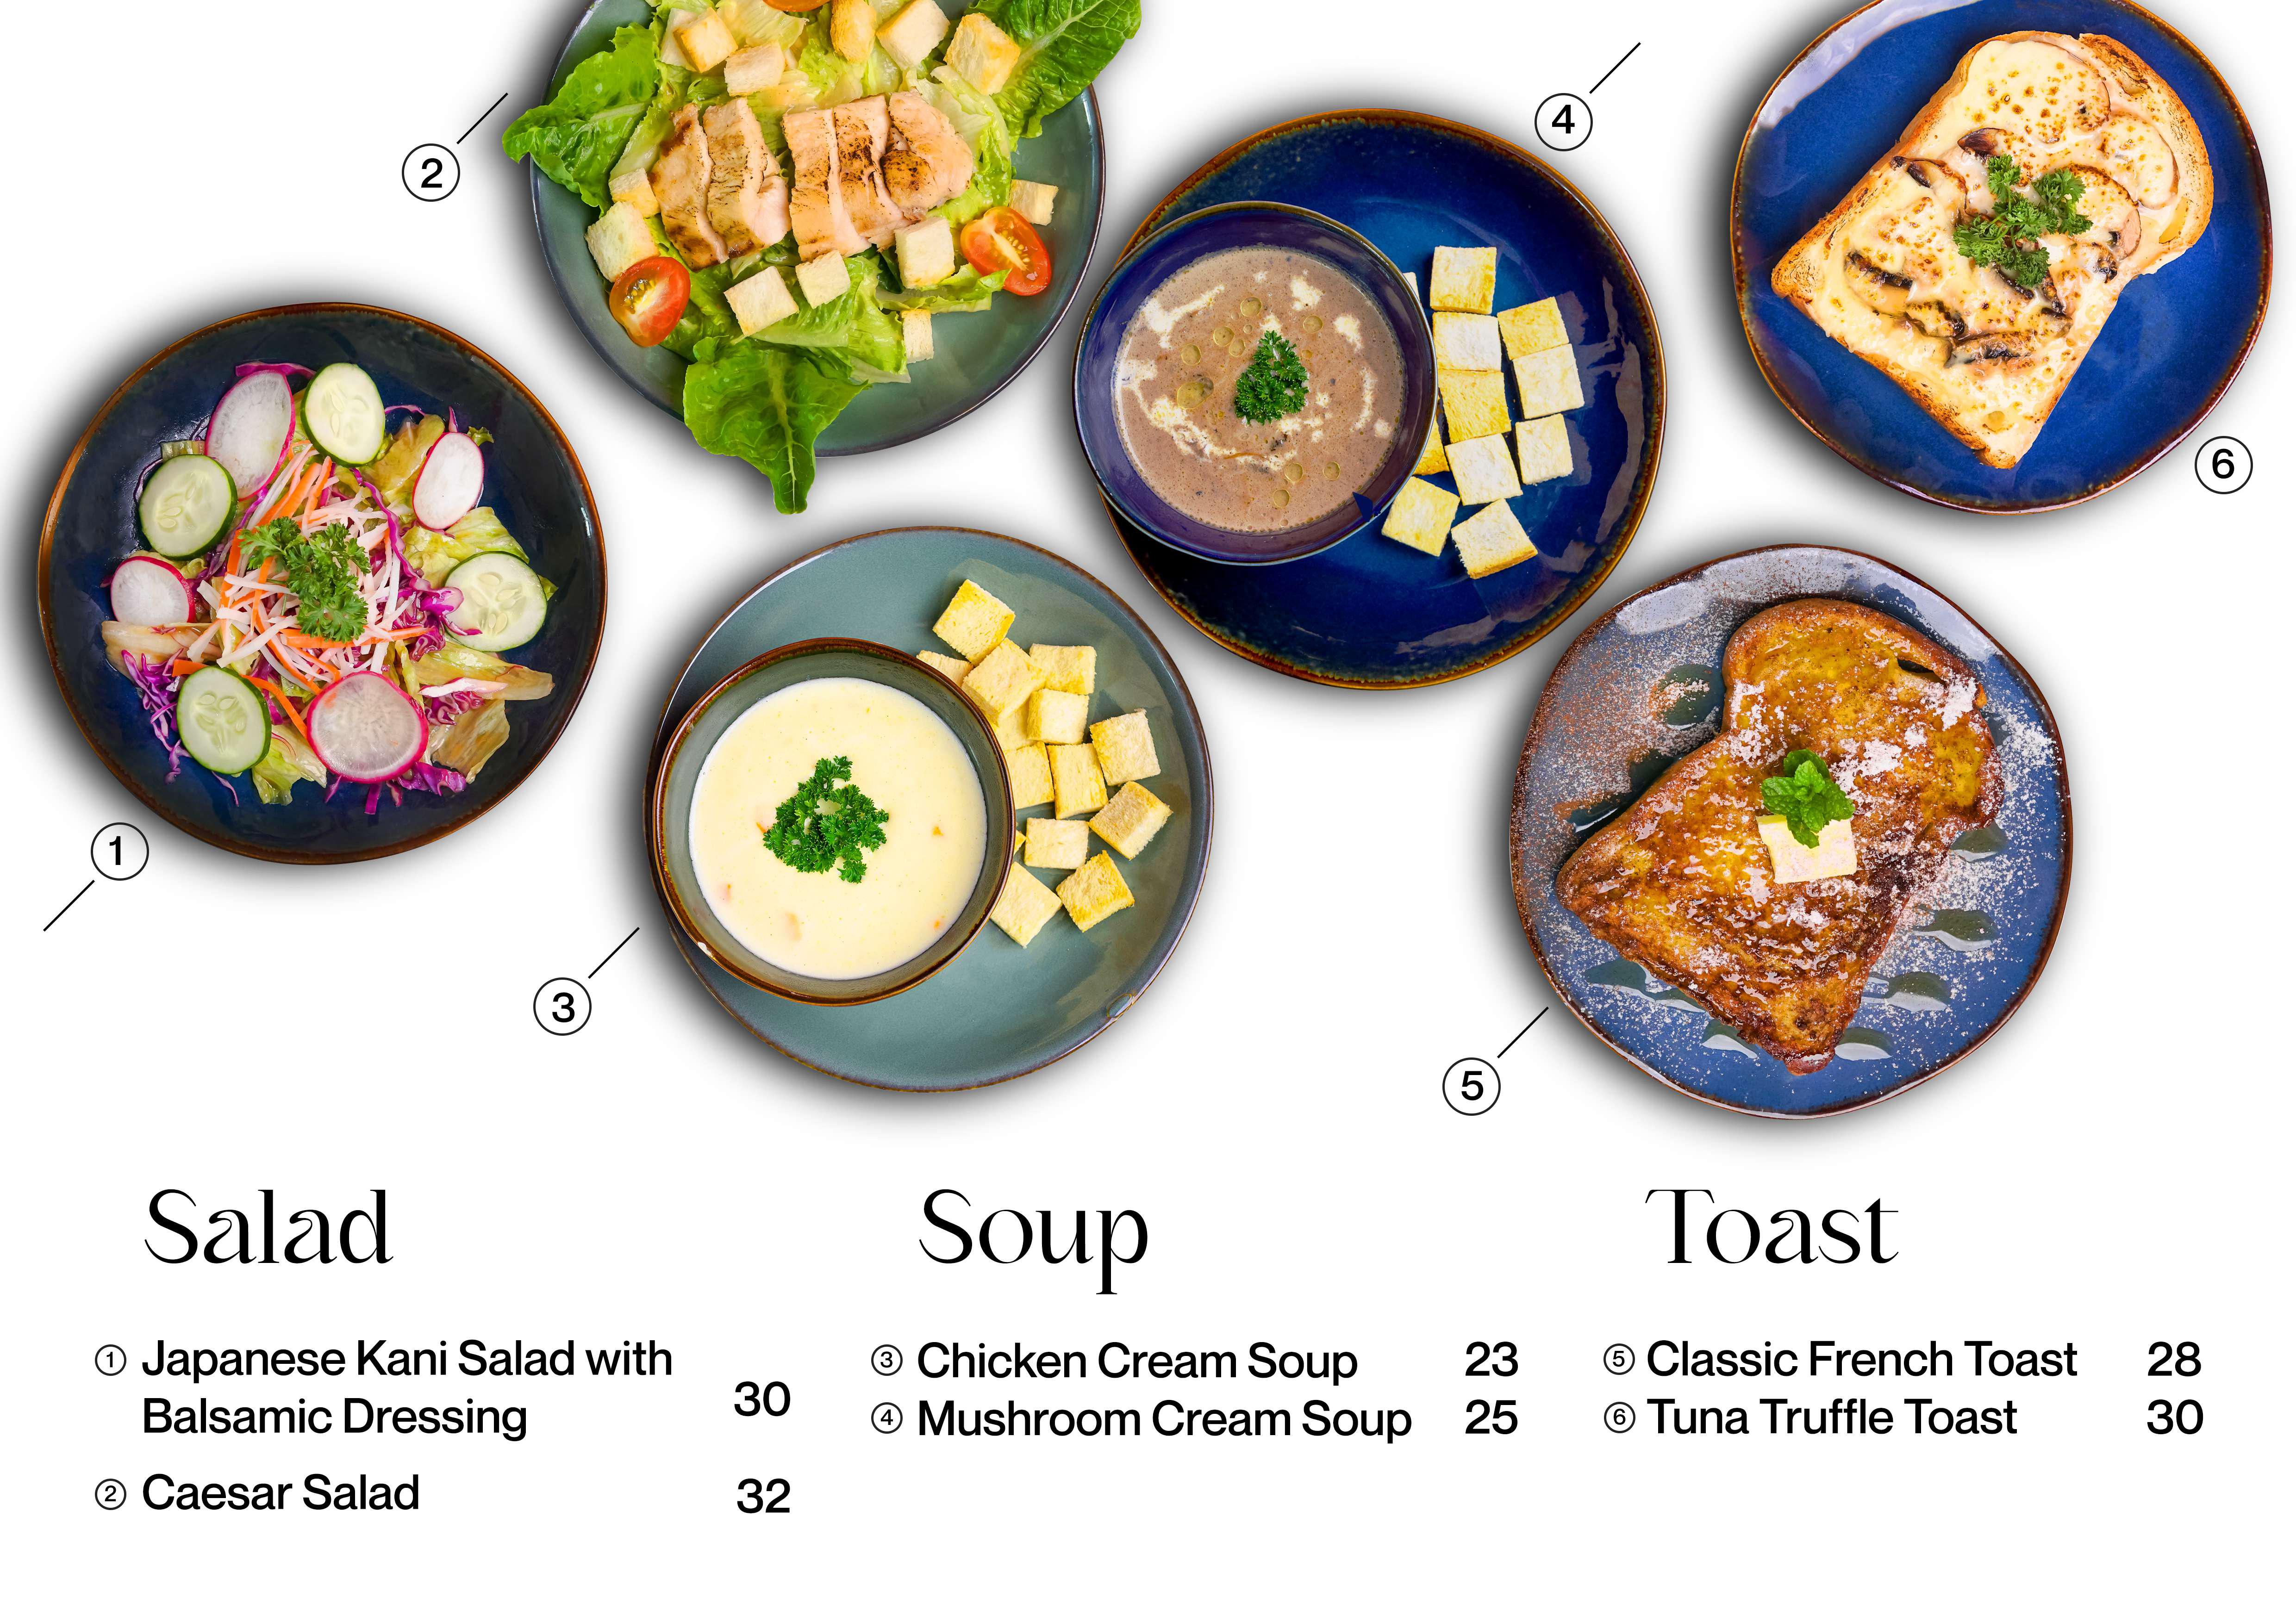 2
4
6
1
3
5
Salad
① Japanese Kani Salad with
Balsamic Dressing
30
② Caesar Salad 32
Soup
③ Chicken Cream Soup 23
④ Mushroom Cream Soup 25
Toast
⑤ Classic French Toast 28
⑥ Tuna Truffle Toast 30